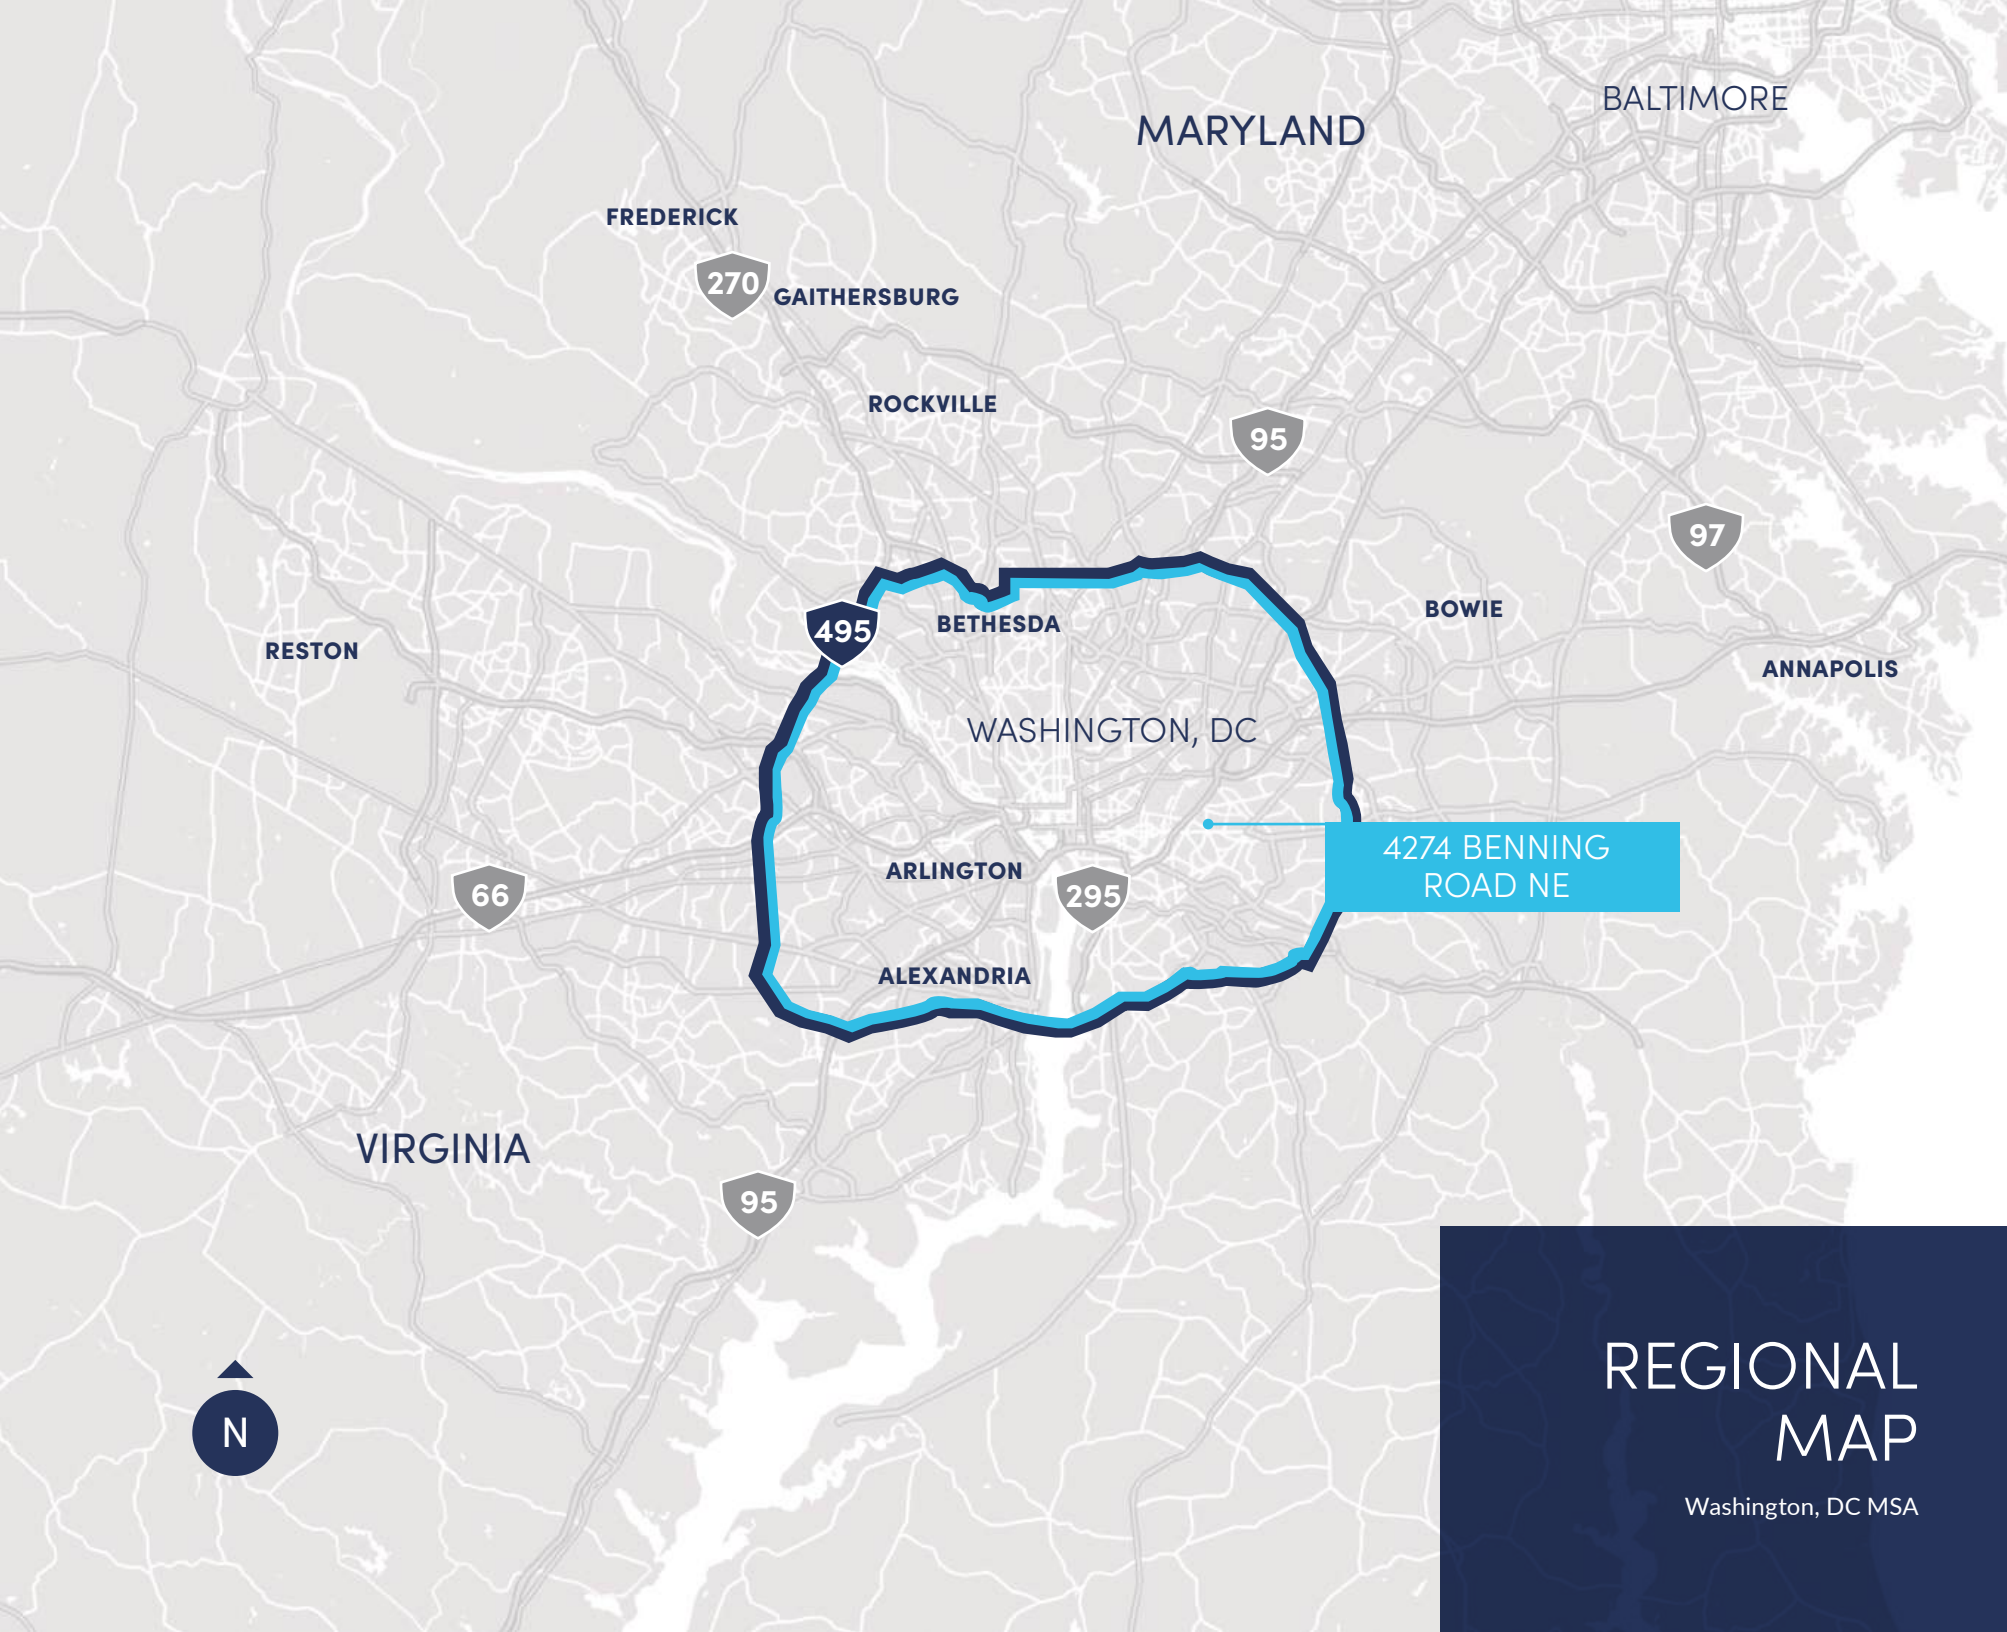 BALTIMORE
MARYLAND
FREDERICK
270
GAITHERSBURG
ROCKVILLE
95
97
495
BETHESDA
BOWIE
RESTON
ANNAPOLIS
WASHINGTON, DC
4274 BENNING
ROAD NE
ARLINGTON
66
295
ALEXANDRIA
VIRGINIA
95
N
REGIONAL
MAP
Washington, DC MSA